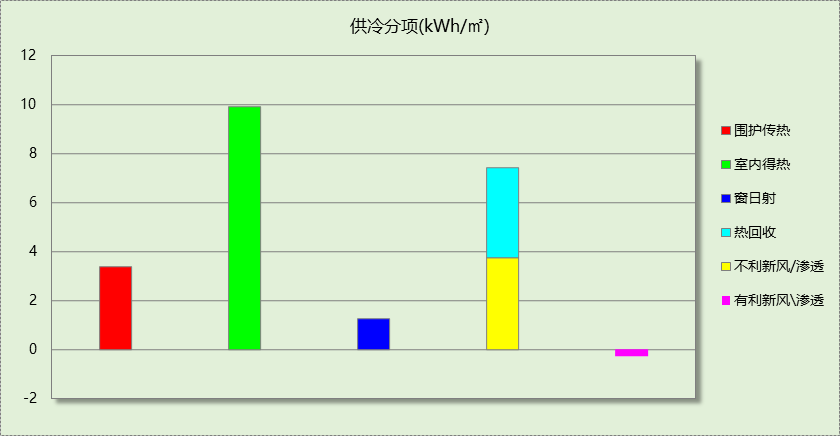 供冷分项(kWh/㎡)
12
10
8
6
4
2
0
-2
围护传热
室内得热
窗日射
热回收
不利新风/渗透
有利新风\渗透